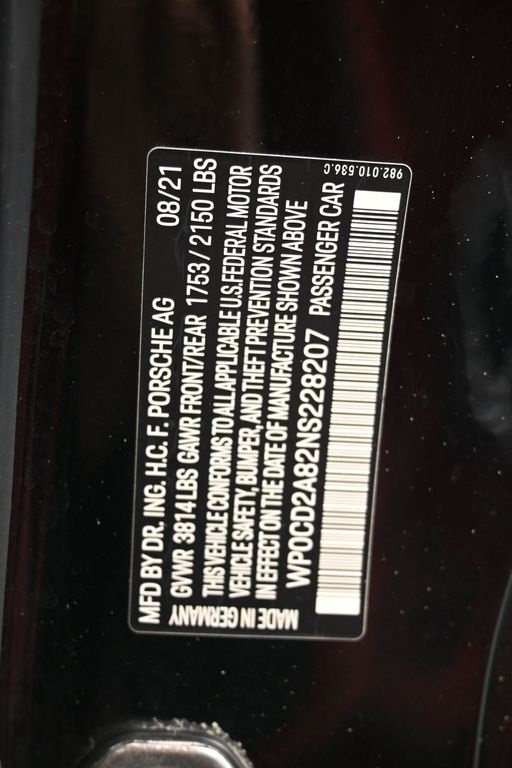 MFD BY DR. ING. H.C. F. PORSCHE AG 08/21
GVWR 3814 LBS GAWR FRONT/REAR 1753 / 2150 LBS
THIS VEHICLE CONFORMS TO ALL APPLICABLE U.S. FEDERAL MOTOR
VEHICLE SAFETY, BUMPER, AND THEFT PREVENTION STANDARDS
IN EFFECT ON THE DATE OF MANUFACTURE SHOWN ABOVE
WP0CD2A82NS228207 PASSENGER CAR
MADE IN GERMANY
982.010.536.C